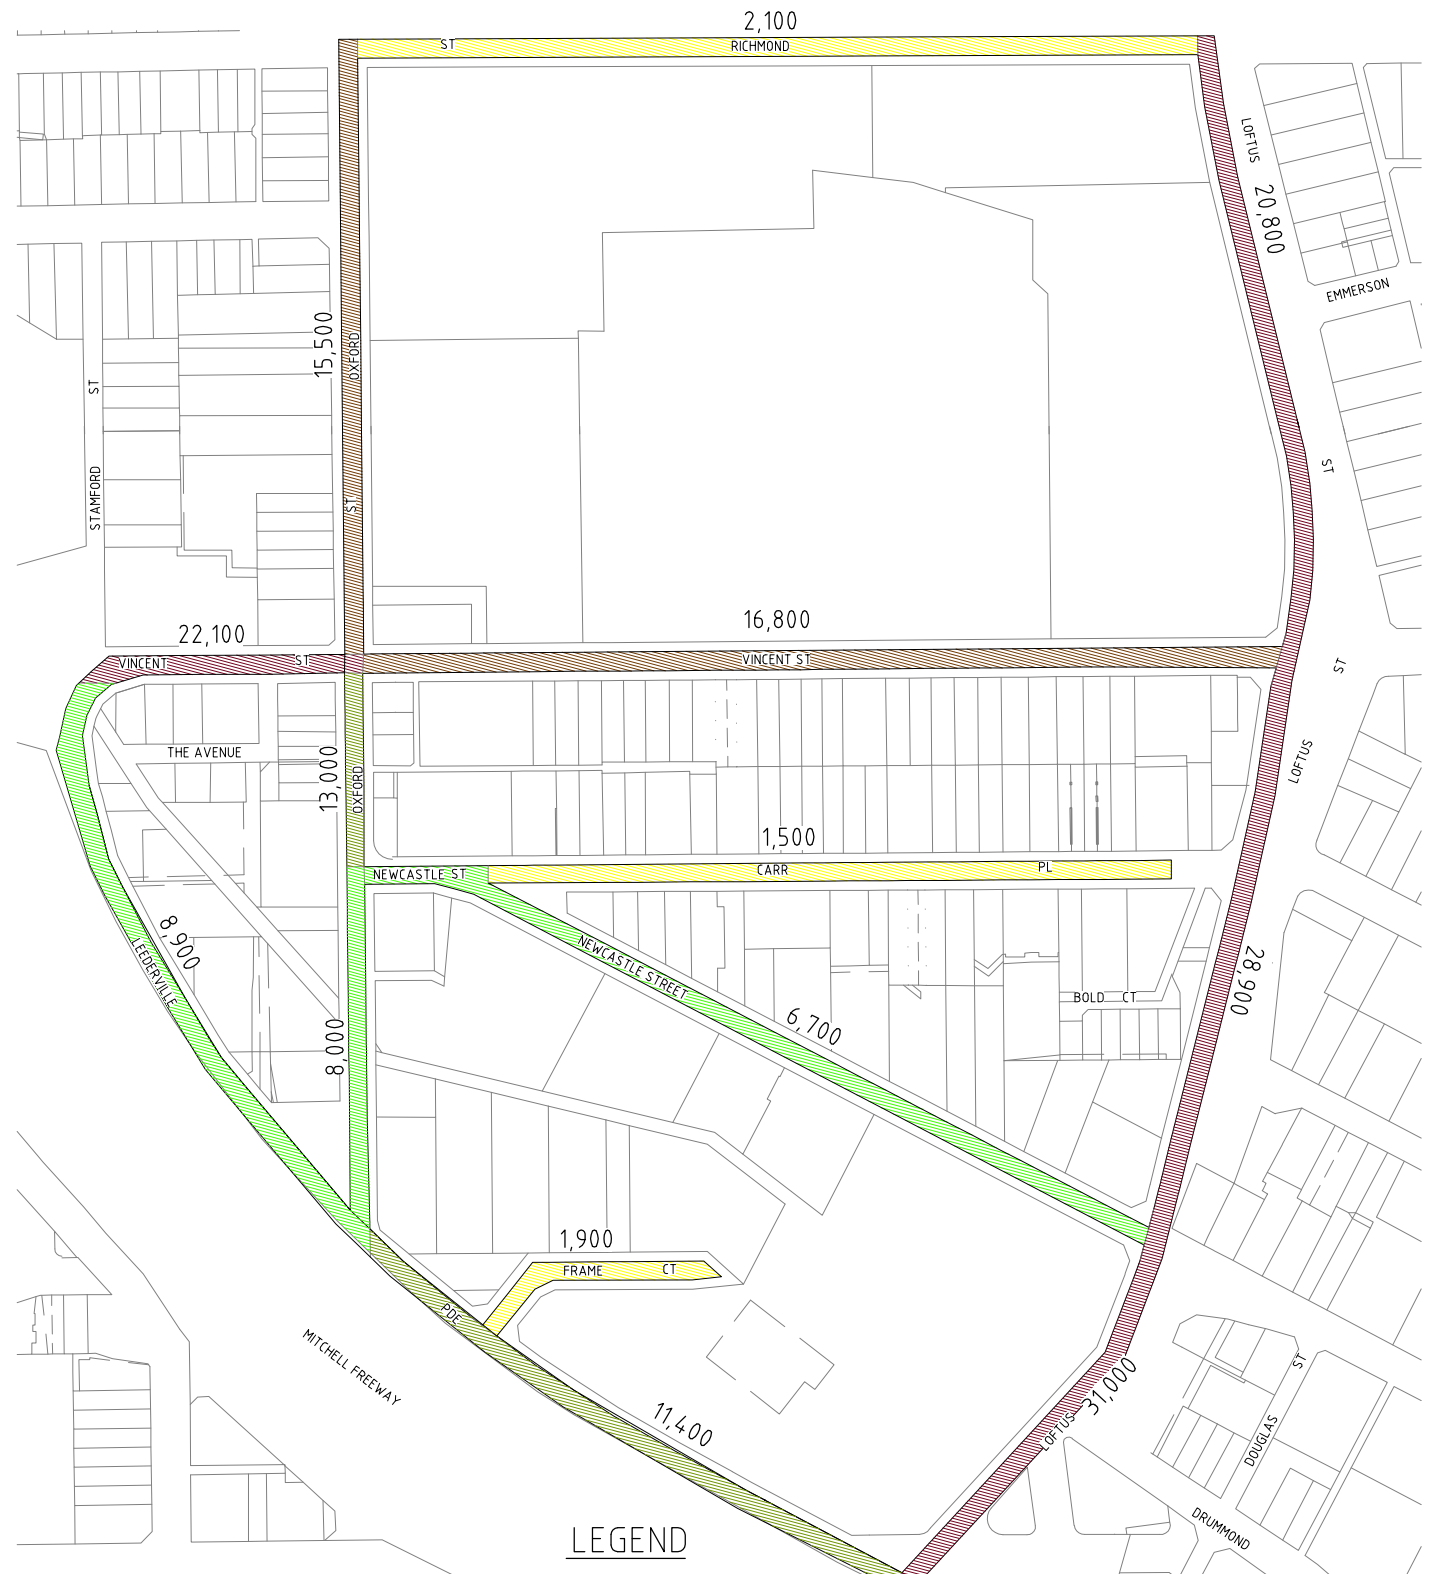 2,100
ST
RICHMOND
LOFTUS
20,800
EMMERSON
15,500
OXFORD
ST
STAMFORD
ST
ST
22,100
16,800
VINCENT
ST
VINCENT ST
ST
LOFTUS
THE AVENUE
13,000
OXFORD
1,500
NEWCASTLE ST
CARR
PL
8,900
LEEDERVILLE
NEWCASTLE STREET
6,700
BOLD CT
28,900
8,000
1,900
FRAME
CT
PDE
MITCHELL FREEWAY
11,400
31,000
LOFTUS
ST
DOUGLAS
DRUMMOND
LEGEND